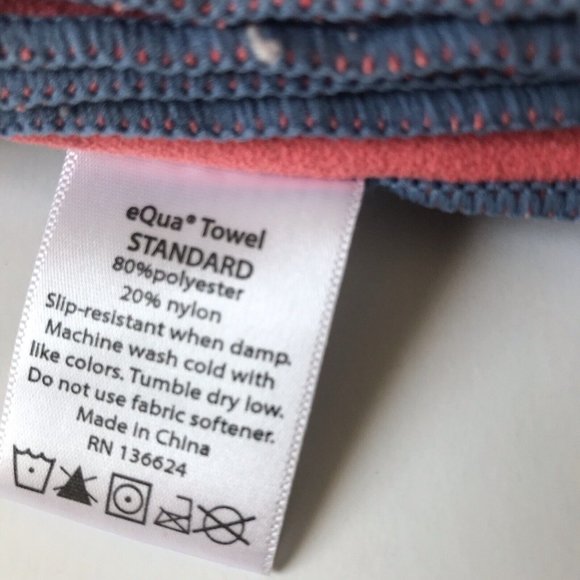 eQua® Towel
STANDARD
80%polyester
20% nylon
Slip-resistant when damp.
Machine wash cold with
like colors. Tumble dry low.
Do not use fabric softener.
Made in China
RN 136624